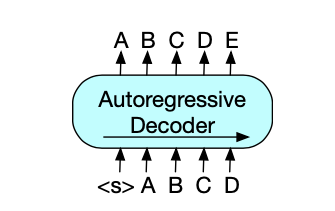 A B C D E
Autoregressive
Decoder
<s> A B C D